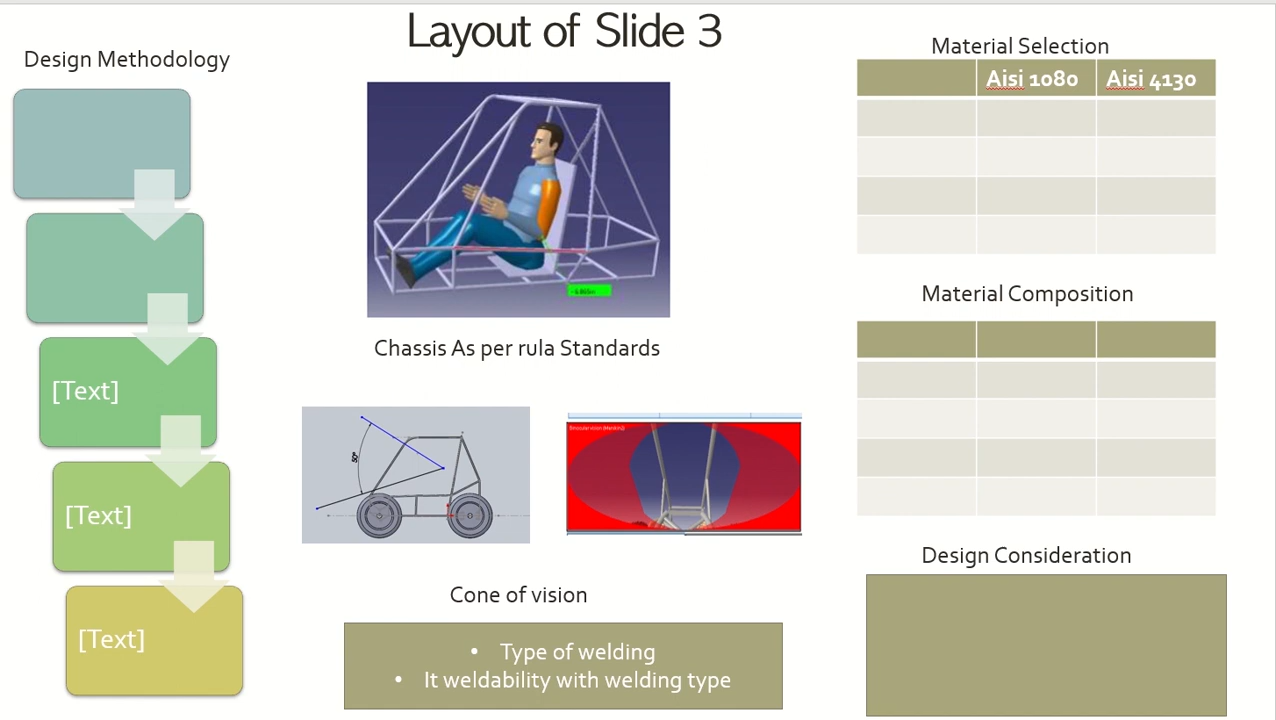 Layout of Slide 3
Design Methodology
[Text]
[Text]
[Text]
Chassis As per rula Standards
50°
Cone of vision
• Type of welding
• It weldability with welding type
Material Selection
Aisi 1080 Aisi 4130
Material Composition
Design Consideration